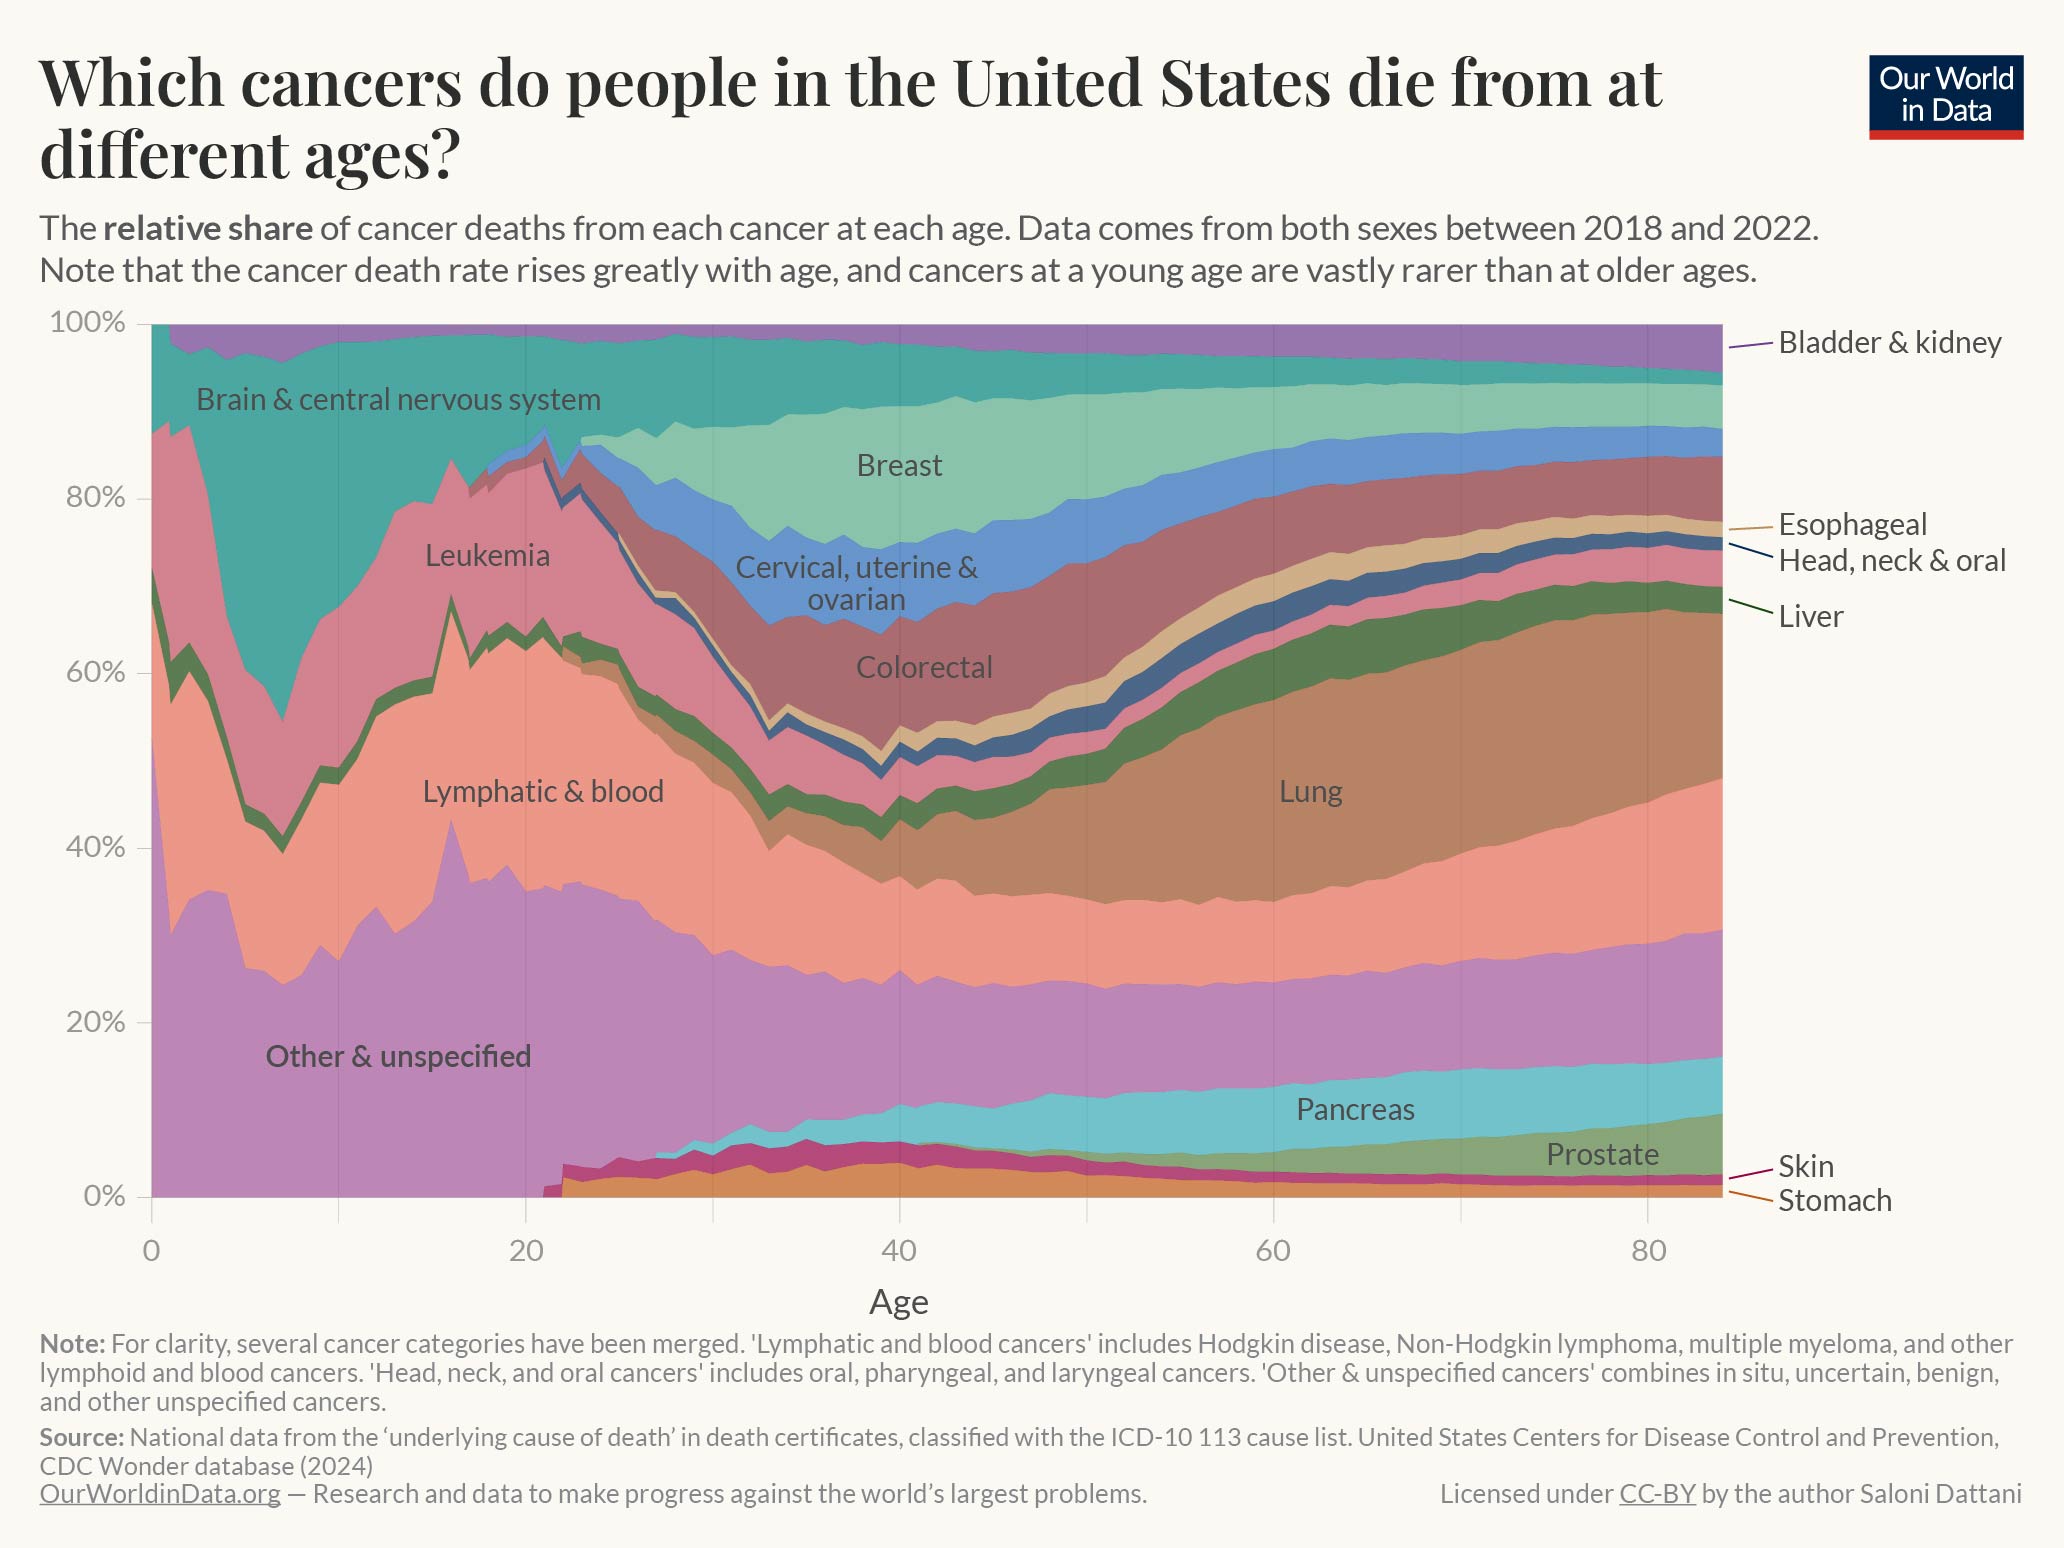 Which cancers do people in the United States die from at
different ages?
Our World
in Data
The relative share of cancer deaths from each cancer at each age. Data comes from both sexes between 2018 and 2022.
Note that the cancer death rate rises greatly with age, and cancers at a young age are vastly rarer than at older ages.
100%
80%
60%
40%
20%
0%
Bladder & kidney
Brain & central nervous system
Breast
Esophageal
Head, neck & oral
Leukemia
Cervical, uterine &
ovarian
Liver
Colorectal
Lymphatic & blood
Lung
Other & unspecified
Pancreas
Prostate
Skin
Stomach
0
20
40
60
80
Age
Note: For clarity, several cancer categories have been merged. 'Lymphatic and blood cancers' includes Hodgkin disease, Non-Hodgkin lymphoma, multiple myeloma, and other
lymphoid and blood cancers. 'Head, neck, and oral cancers' includes oral, pharyngeal, and laryngeal cancers. 'Other & unspecified cancers' combines in situ, uncertain, benign,
and other unspecified cancers.
Source: National data from the ‘underlying cause of death’ in death certificates, classified with the ICD-10 113 cause list. United States Centers for Disease Control and Prevention,
CDC Wonder database (2024)
OurWorldinData.org — Research and data to make progress against the world’s largest problems.
Licensed under CC-BY by the author Saloni Dattani